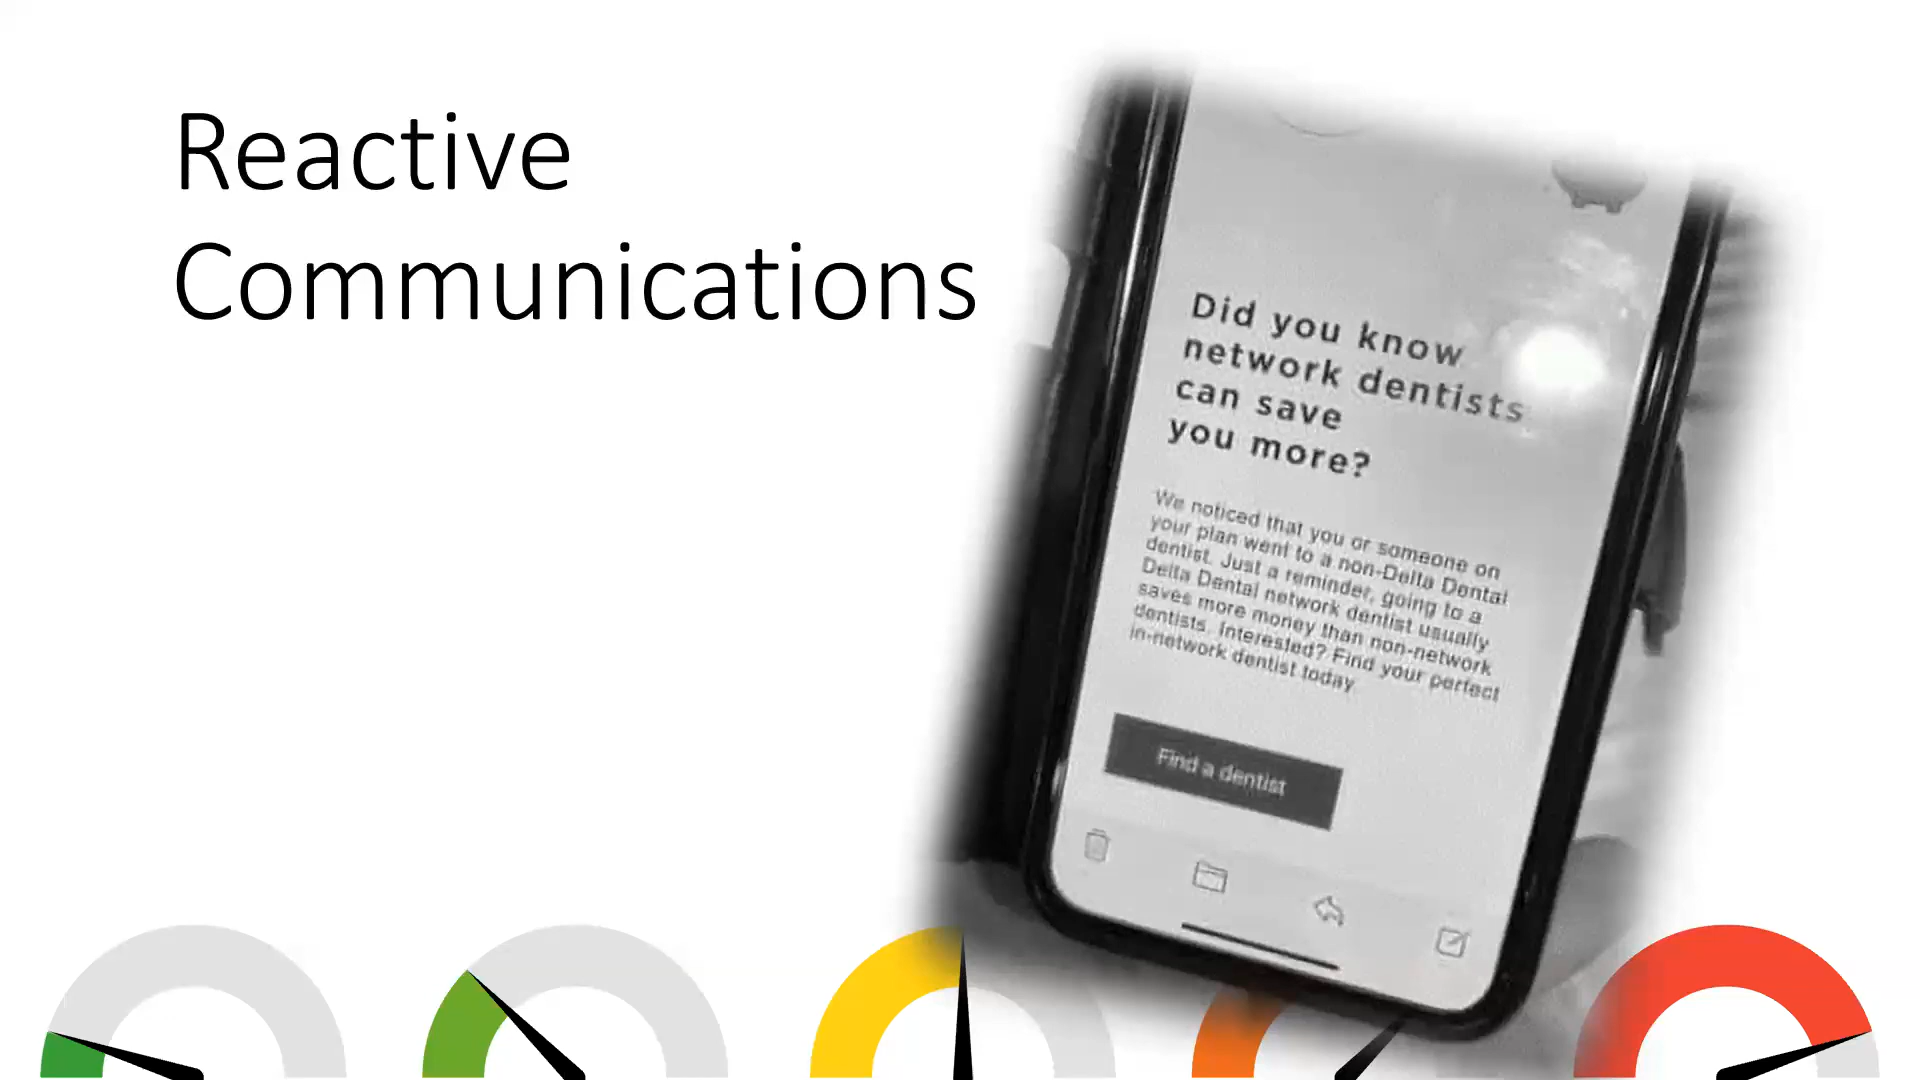 Reactive
Communications
Did you know
network dentists
can save
you more?
We noticed that you or someone on
your plan went to a non-Delta Dental
dentist. Just a reminder, going to a
Delta Dental network dentist usually
saves more money than non-network
dentists. Interested? Find your perfect
in-network dentist today
Find a dentist